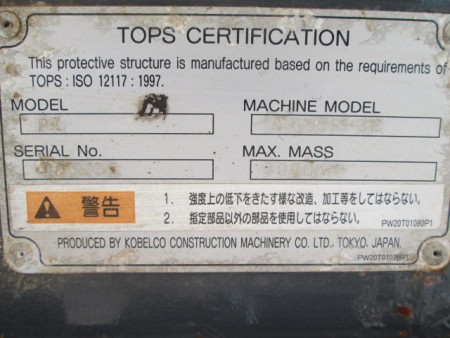 TOPS CERTIFICATION
This protective structure is manufactured based on the requirements of
TOPS : ISO 12117 : 1997.
MODEL
MACHINE MODEL
SERIAL No.
MAX. MASS
警告
1. 強度上の低下をきたす様な改造、加工等をしてはならない。
2. 指定部品以外の部品を使用してはならない。
PW20T01080P1
PRODUCED BY KOBELCO CONSTRUCTION MACHINERY CO. LTD., TOKYO, JAPAN.